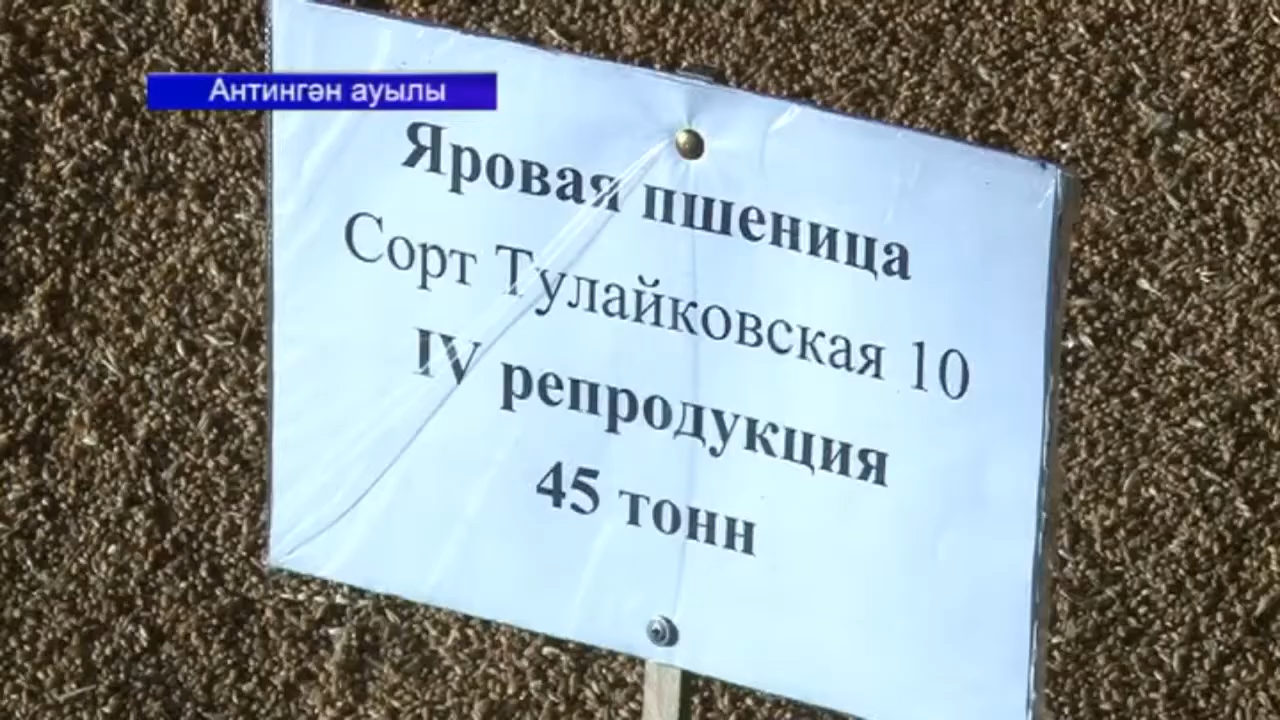 Антингән ауылы
Яровая пшеница
Сорт Тулайковская 10
IV репродукция
45 тонн